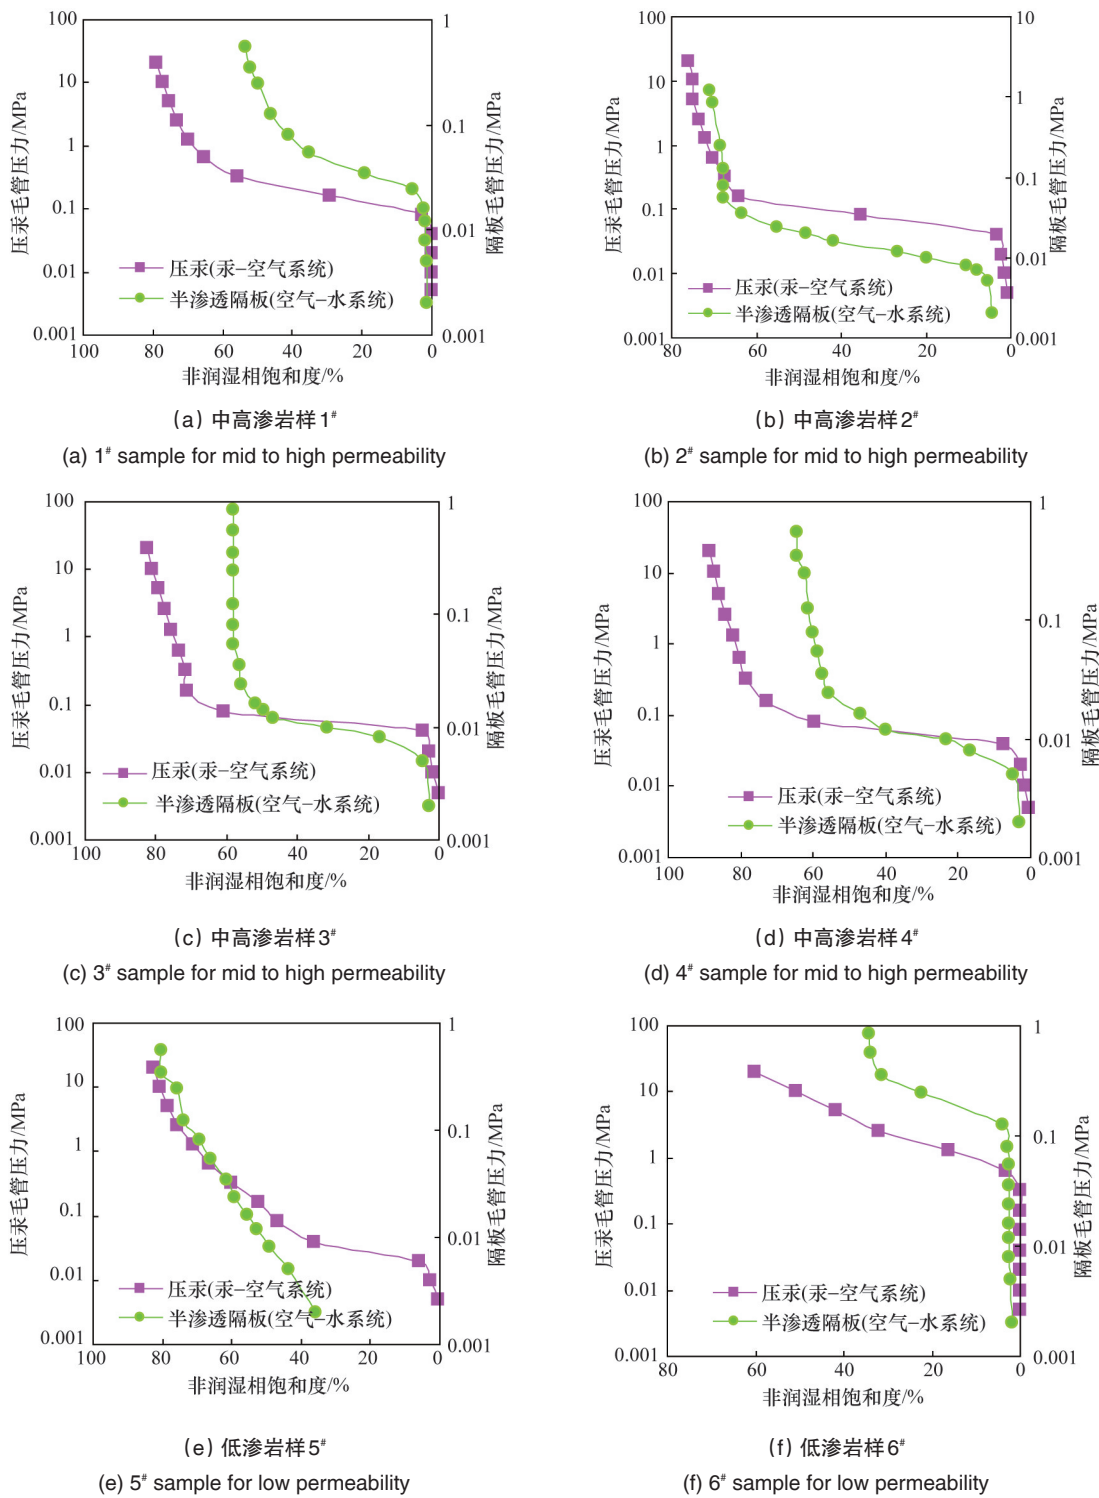 100
10
1
0.1
0.01
0.001
压汞毛管压力/MPa
1
0.1
0.01
0.001
隔板毛管压力/MPa
压汞(汞–空气系统)
半渗透隔板(空气–水系统)
100 80 60 40 20 0
非润湿相饱和度/%
(a) 中高渗岩样1#
(a) 1# sample for mid to high permeability
100
10
1
0.1
0.01
0.001
压汞毛管压力/MPa
10
1
0.1
0.01
0.001
隔板毛管压力/MPa
压汞(汞–空气系统)
半渗透隔板(空气–水系统)
80 60 40 20 0
非润湿相饱和度/%
(b) 中高渗岩样2#
(b) 2# sample for mid to high permeability
100
10
1
0.1
0.01
0.001
压汞毛管压力/MPa
1
0.1
0.01
0.001
隔板毛管压力/MPa
压汞(汞–空气系统)
半渗透隔板(空气–水系统)
100 80 60 40 20 0
非润湿相饱和度/%
(c) 中高渗岩样3#
(c) 3# sample for mid to high permeability
100
10
1
0.1
0.01
0.001
压汞毛管压力/MPa
1
0.1
0.01
0.001
隔板毛管压力/MPa
压汞(汞–空气系统)
半渗透隔板(空气–水系统)
100 80 60 40 20 0
非润湿相饱和度/%
(d) 中高渗岩样4#
(d) 4# sample for mid to high permeability
100
10
1
0.1
0.01
0.001
压汞毛管压力/MPa
1
0.1
0.01
0.001
隔板毛管压力/MPa
压汞(汞–空气系统)
半渗透隔板(空气–水系统)
100 80 60 40 20 0
非润湿相饱和度/%
(e) 低渗岩样5#
(e) 5# sample for low permeability
100
10
1
0.1
0.01
0.001
压汞毛管压力/MPa
1
0.1
0.01
0.001
隔板毛管压力/MPa
压汞(汞–空气系统)
半渗透隔板(空气–水系统)
80 60 40 20 0
非润湿相饱和度/%
(f) 低渗岩样6#
(f) 6# sample for low permeability